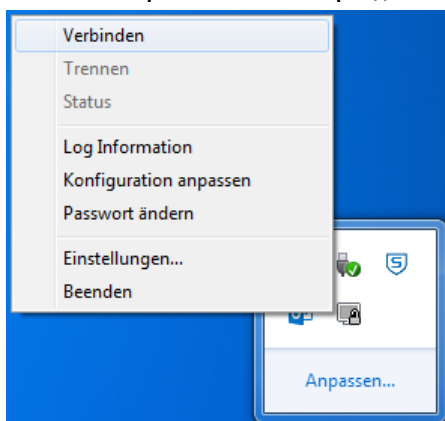 Verbinden
Trennen
Status
Log Information
Konfiguration anpassen
Passwort ändern
Einstellungen...
Beenden
Anpassen...